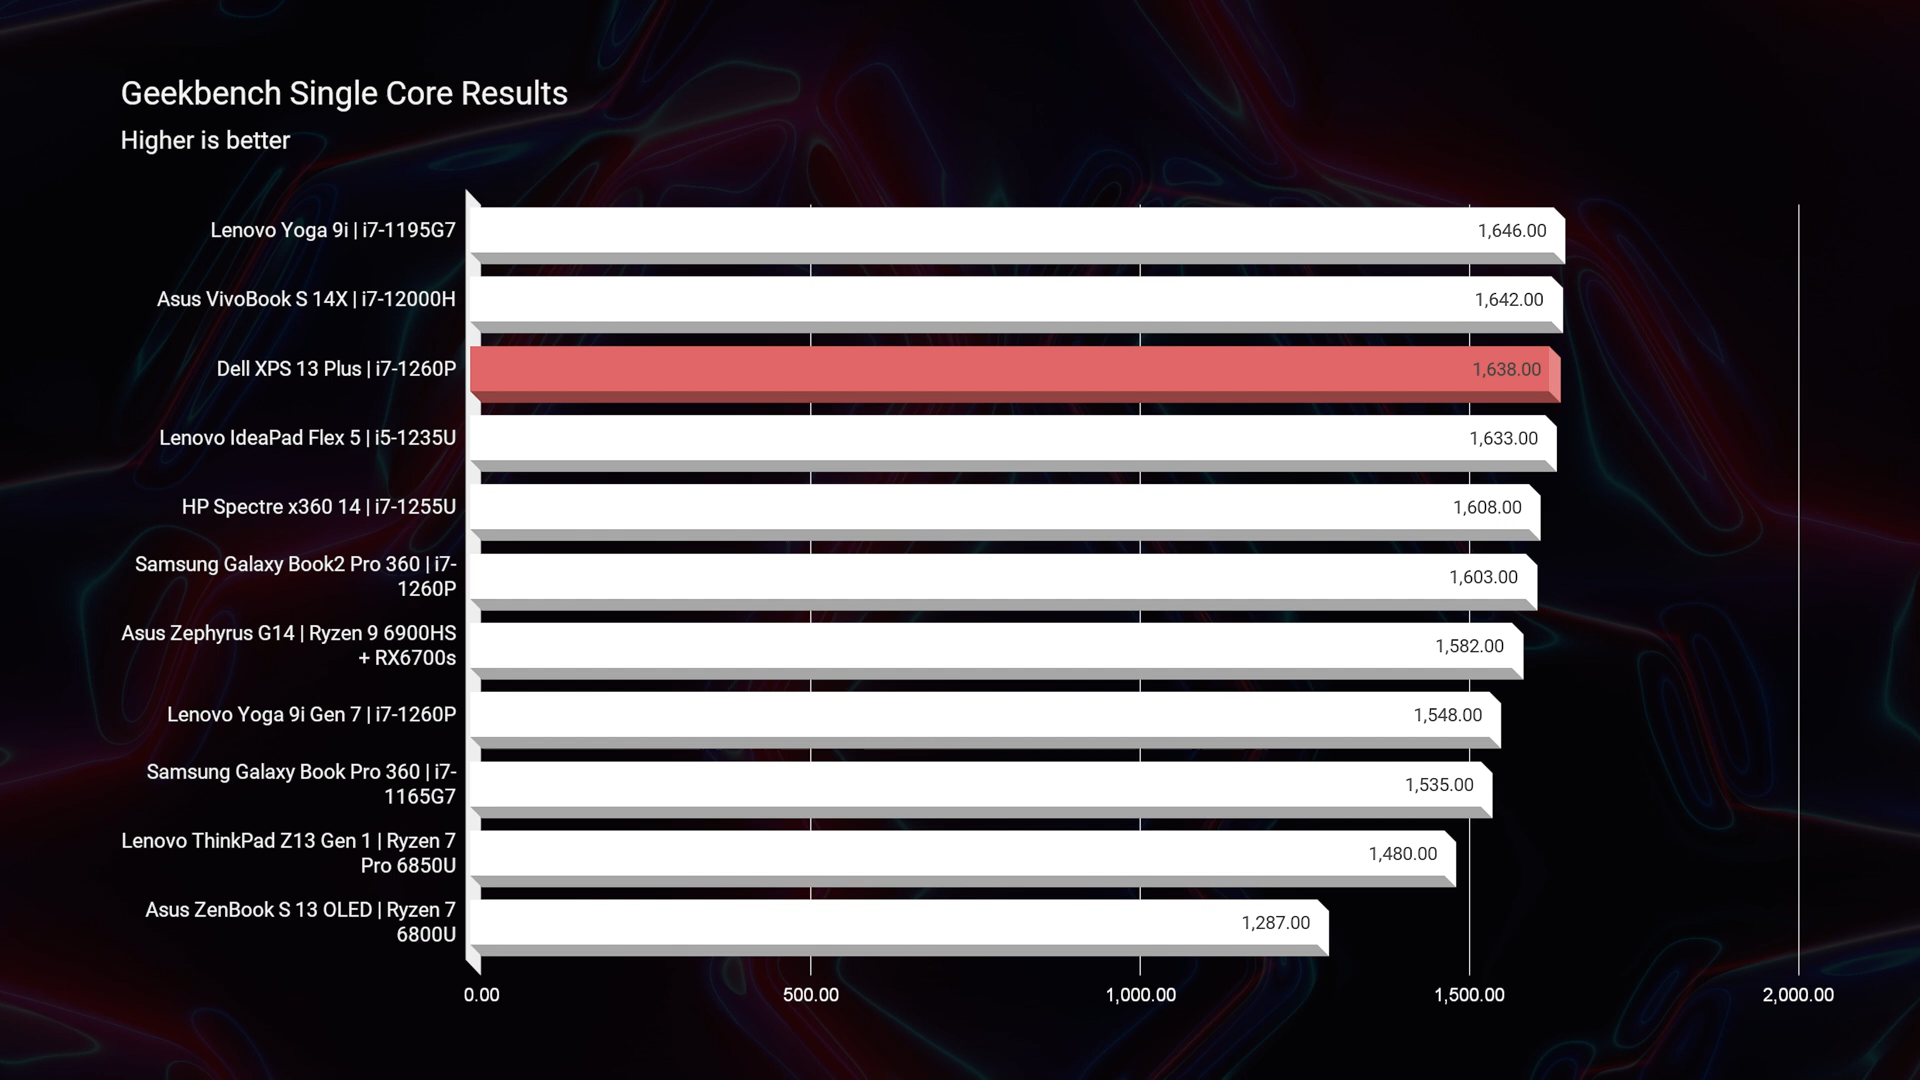 Geekbench Single Core Results
Higher is better
Lenovo Yoga 9i | i7-1195G7
1,646.00
Asus VivoBook S 14X | i7-12000H
1,642.00
Dell XPS 13 Plus | i7-1260P
1,638.00
Lenovo IdeaPad Flex 5 | i5-1235U
1,633.00
HP Spectre x360 14 | i7-1255U
1,608.00
Samsung Galaxy Book2 Pro 360 | i7-
1260P
1,603.00
Asus Zephyrus G14 | Ryzen 9 6900HS
+ RX6700s
1,582.00
Lenovo Yoga 9i Gen 7 | i7-1260P
1,548.00
Samsung Galaxy Book Pro 360 | i7-
1165G7
1,535.00
Lenovo ThinkPad Z13 Gen 1 | Ryzen 7
Pro 6850U
1,480.00
Asus ZenBook S 13 OLED | Ryzen 7
6800U
1,287.00
0.00
500.00
1,000.00
1,500.00
2,000.00